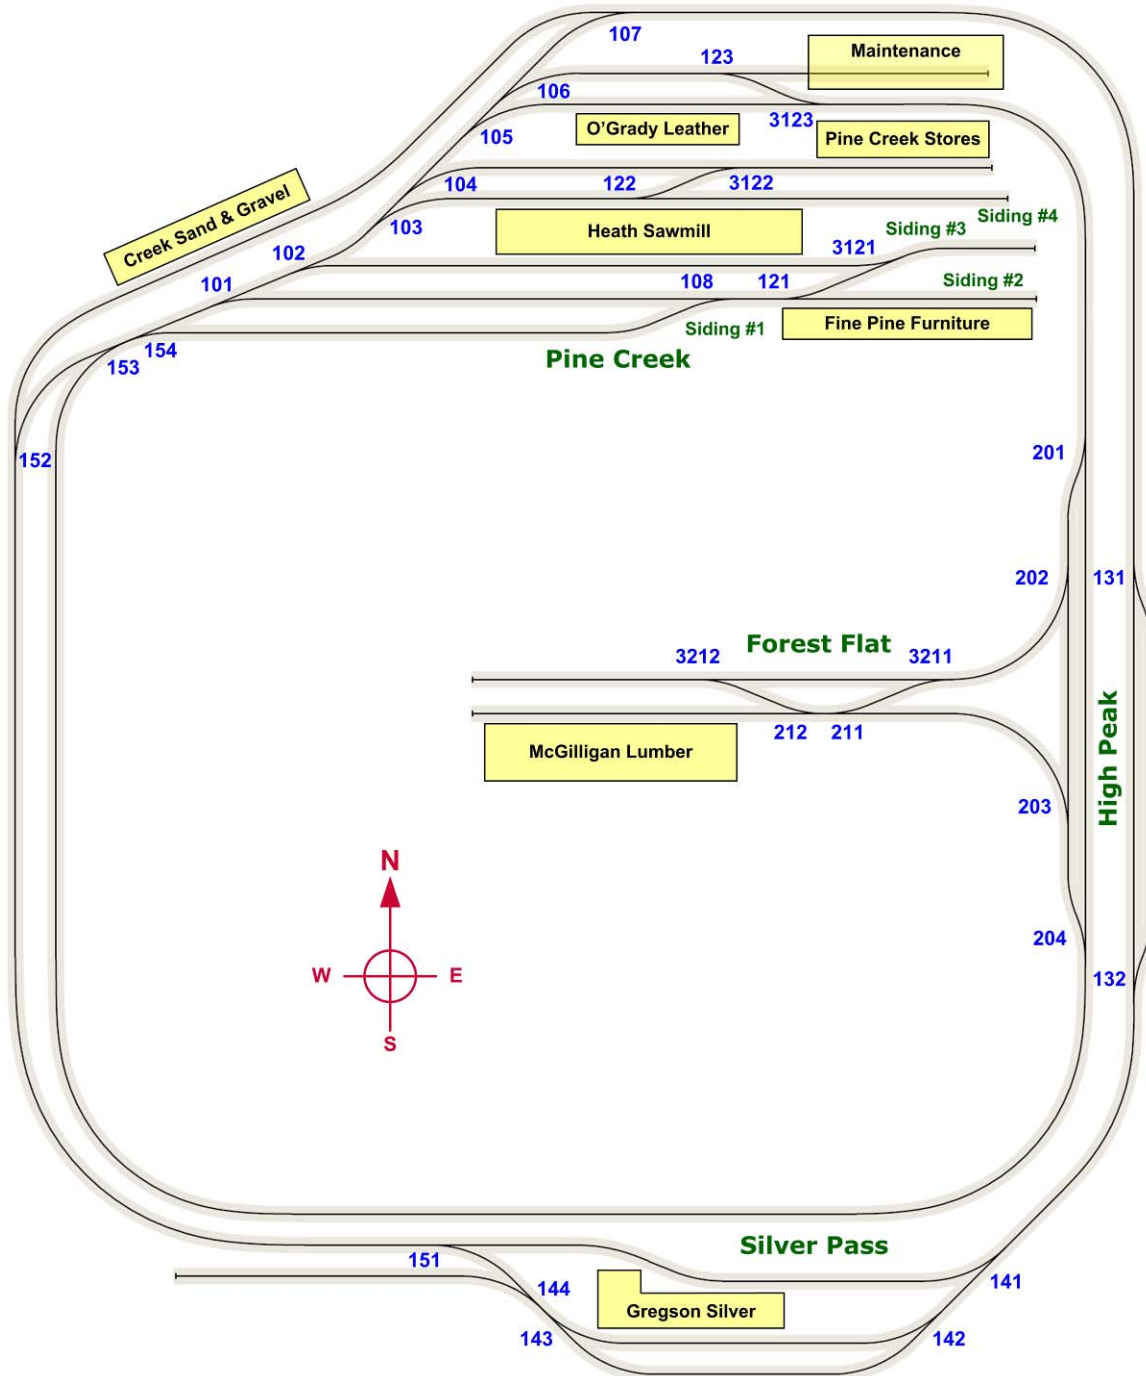 107
123
Maintenance
106
3123
O'Grady Leather
105
Pine Creek Stores
104
122
3122
Creek Sand & Gravel
103
Heath Sawmill
Siding #4
Siding #3
3121
102
101
108
121
Siding #2
Siding #1
Fine Pine Furniture
154
153
Pine Creek
152
201
202
131
Forest Flat
3212
3211
212
211
McGilligan Lumber
High Peak
203
N
204
W
E
132
S
Silver Pass
151
141
144
Gregson Silver
143
142